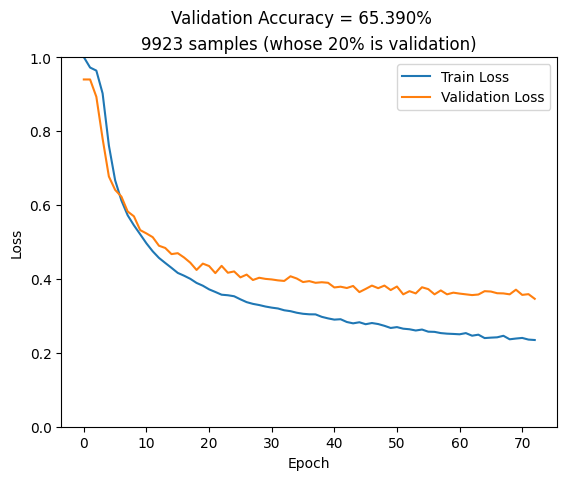 Validation Accuracy = 65.390%
9923 samples (whose 20% is validation)
Train Loss
Validation Loss
Loss
1.0
0.8
0.6
0.4
0.2
0.0
0 10 20 30 40 50 60 70
Epoch